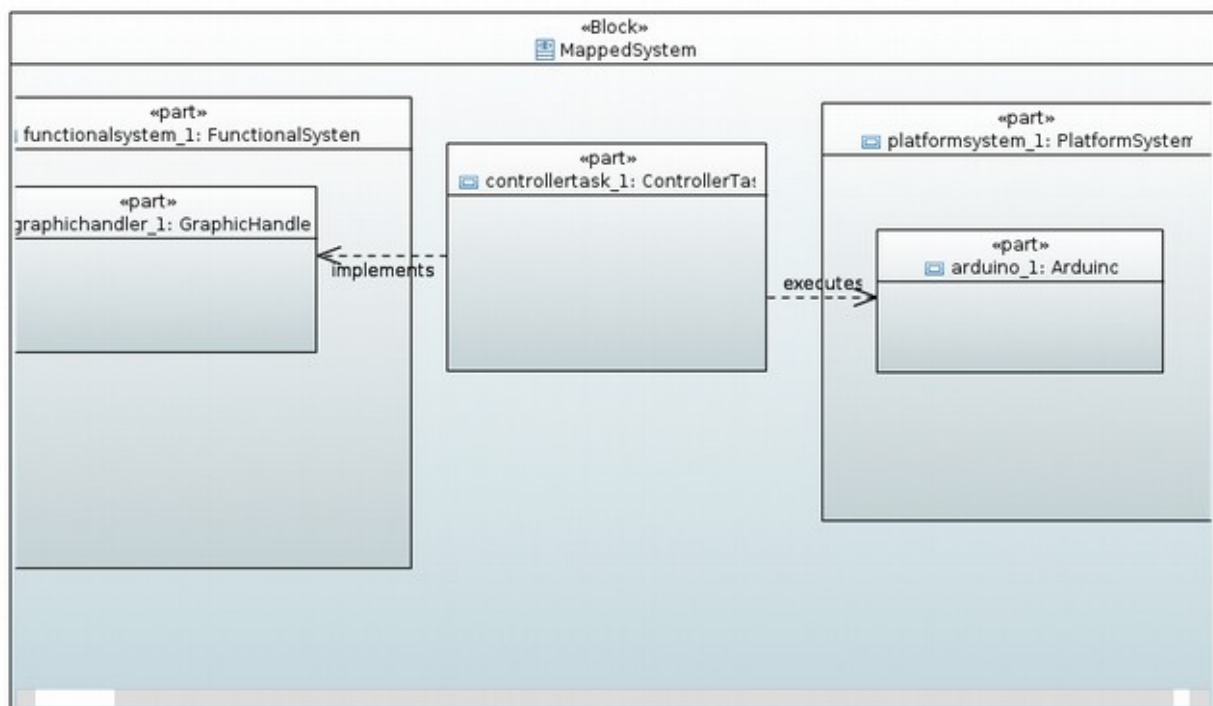 «Block»
MappedSystem
«part»
functionalsystem_1: FunctionalSysten
«part»
graphichandler_1: GraphicHandle
implements
«part»
controllertask_1: ControllerTas
executes
«part»
platformsystem_1: PlatformSystem
«part»
arduino_1: Arduinc